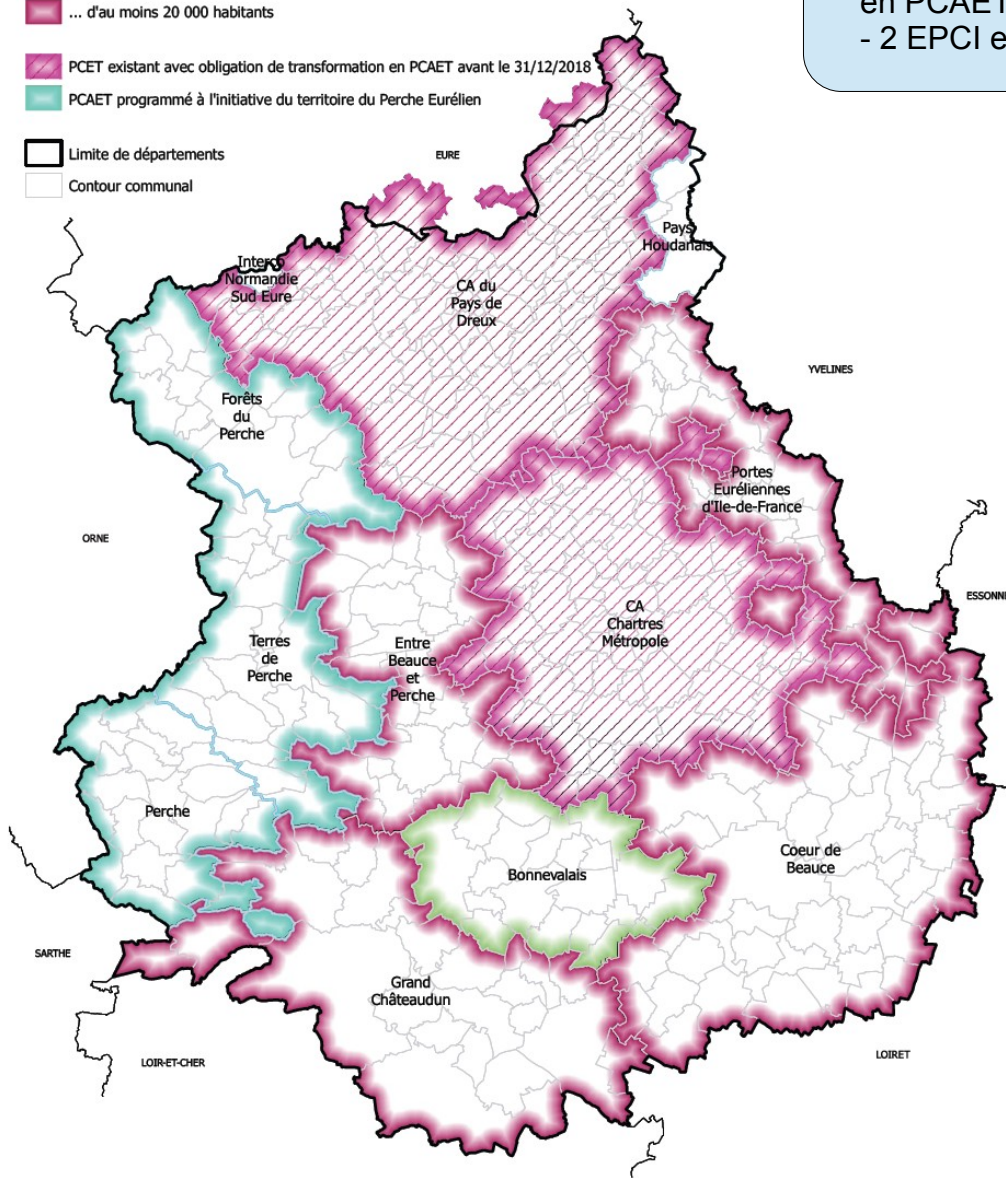 ... d'au moins 20 000 habitants
en PCAET
- 2 EPCI e
PCET existant avec obligation de transformation en PCAET avant le 31/12/2018
PCAET programmé à l'initiative du territoire du Perche Eurélien
Limite de départements
Contour communal
EURE
Pays
Houdanais
Interco
Normandie
Sud Eure
CA du
Pays de
Dreux
YVELINES
Forêts
du
Perche
Portes
Euréliennes
d'Ile-de-France
ORNE
ESSONNE
CA
Chartres
Métropole
Terres
de
Perche
Entre
Beauce
et
Perche
Perche
Coeur de
Beauce
Bonnevalais
SARTHE
Grand
Châteaudun
LOIR-ET-CHER
LOIRET